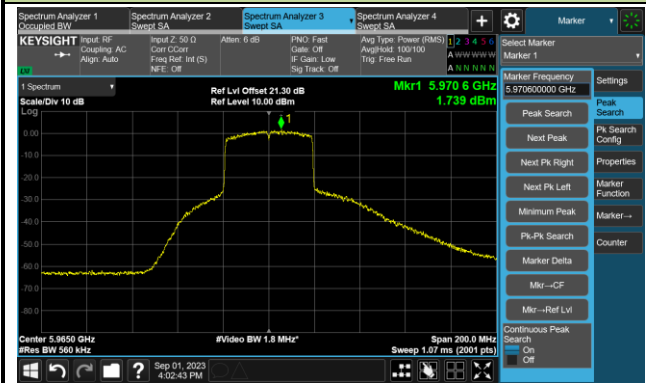 Spectrum Analyzer 1
Occupied BW
Spectrum Analyzer 2
Swept SA
Spectrum Analyzer 3
Swept SA
Spectrum Analyzer 4
Swept SA
+
Marker
KEYSIGHT
Input: RF
Coupling: AC
Align: Auto
Input Z: 50 Ω
Corr CCorr
Freq Ref: Int (S)
NFE: Off
Atten: 6 dB
PNO: Fast
Gate: Off
IF Gain: Low
Sig Track: Off
Avg Type: Power (RMS)
Avg|Hold: 100/100
Trig: Free Run
1 2 3 4 5 6
A W W W W W
A N N N N N
Select Marker
Marker 1
1 Spectrum
Scale/Div 10 dB
Log
Ref Lvl Offset 21.30 dB
Ref Level 10.00 dBm
Mkr1 5.970 6 GHz
1.739 dBm
1
0.00
-10.0
-20.0
-30.0
-40.0
-50.0
-60.0
-70.0
-80.0
Center 5.9650 GHz
#Res BW 560 kHz
#Video BW 1.8 MHz*
Span 200.0 MHz
Sweep 1.07 ms (2001 pts)
Marker Frequency
5.970600000 GHz
Peak Search
Next Peak
Next Pk Right
Next Pk Left
Minimum Peak
Pk-Pk Search
Marker Delta
Mkr→CF
Mkr→Ref Lvl
Continuous Peak
Search
On
Off
Settings
Peak
Search
Pk Search
Config
Properties
Marker
Function
Marker→
Counter
?
Sep 01, 2023
4:02:43 PM